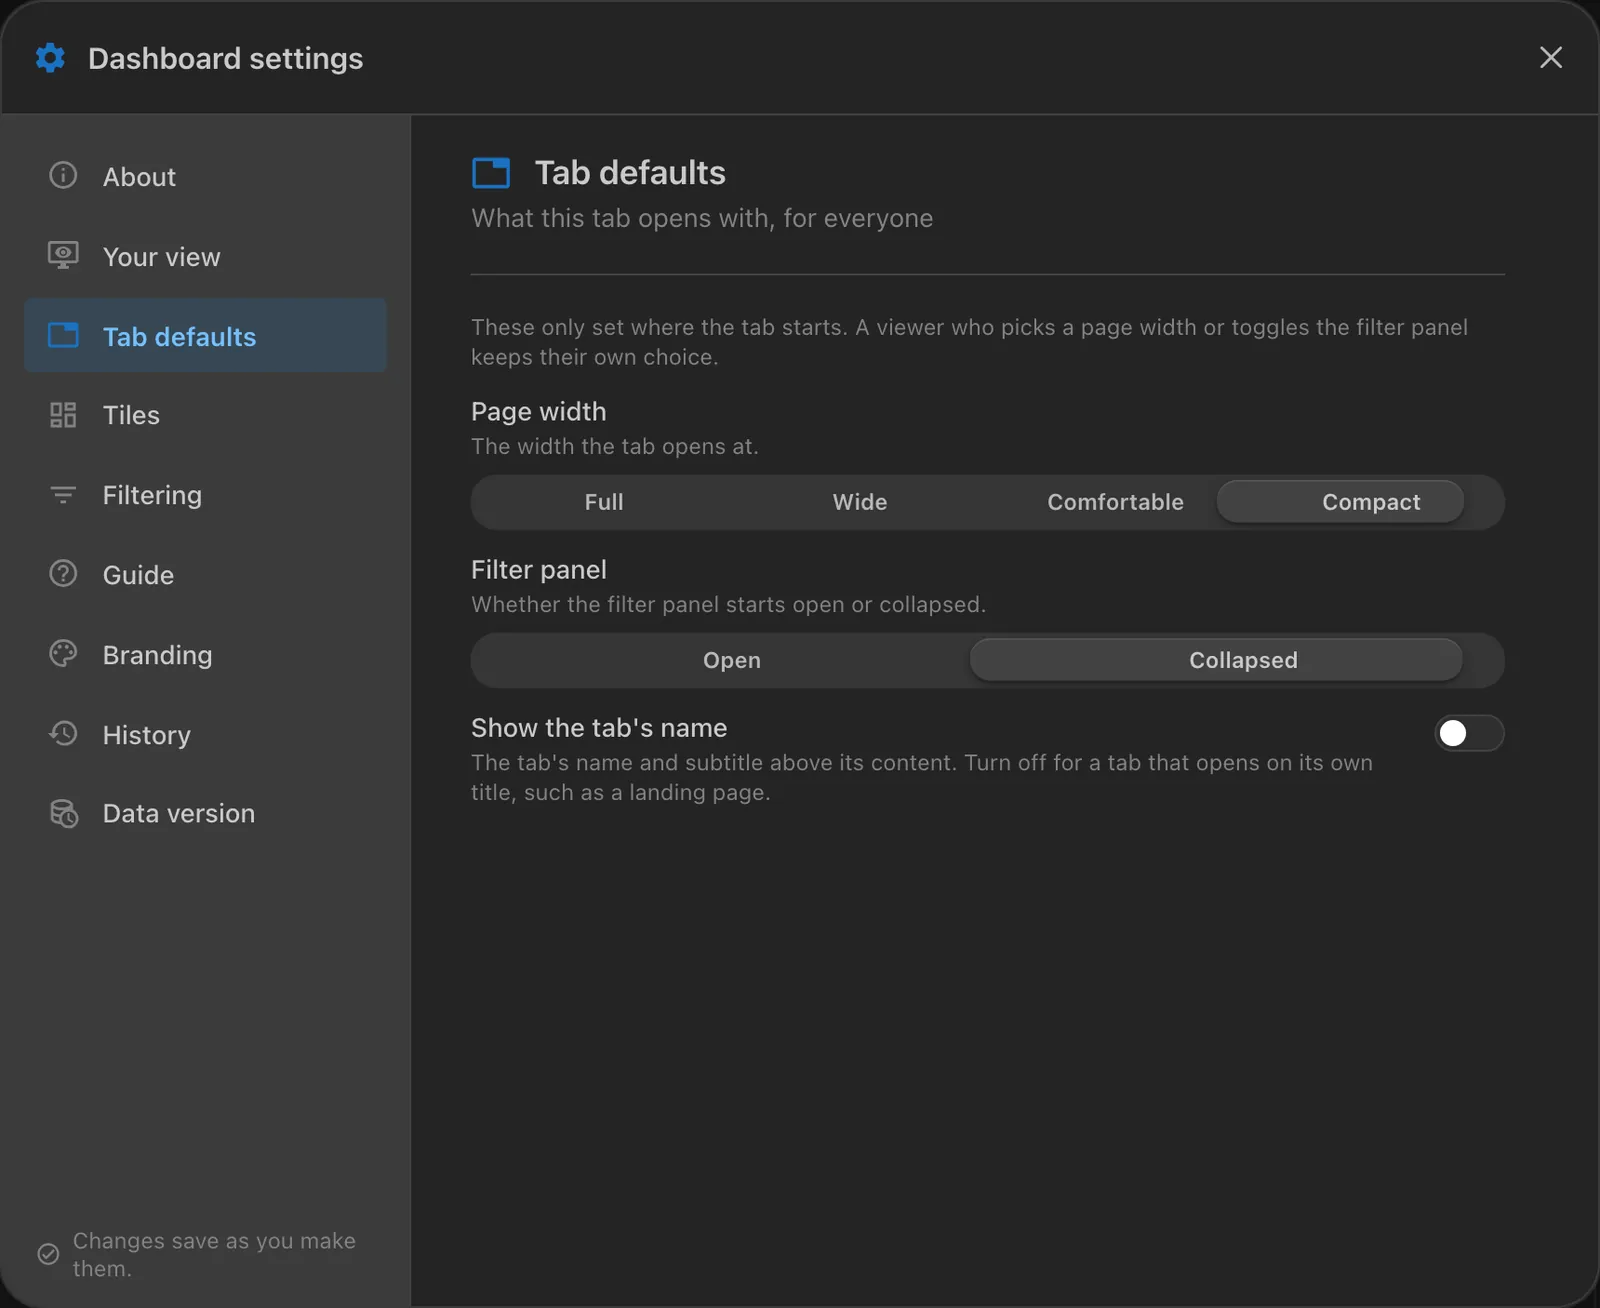 Dashboard settings
About
Your view
Tab defaults
Tiles
Filtering
Guide
Branding
History
Data version
Changes save as you make
them.
Tab defaults
What this tab opens with, for everyone
These only set where the tab starts. A viewer who picks a page width or toggles the filter panel
keeps their own choice.
Page width
The width the tab opens at.
Full Wide Comfortable Compact
Filter panel
Whether the filter panel starts open or collapsed.
Open Collapsed
Show the tab's name
The tab's name and subtitle above its content. Turn off for a tab that opens on its own
title, such as a landing page.